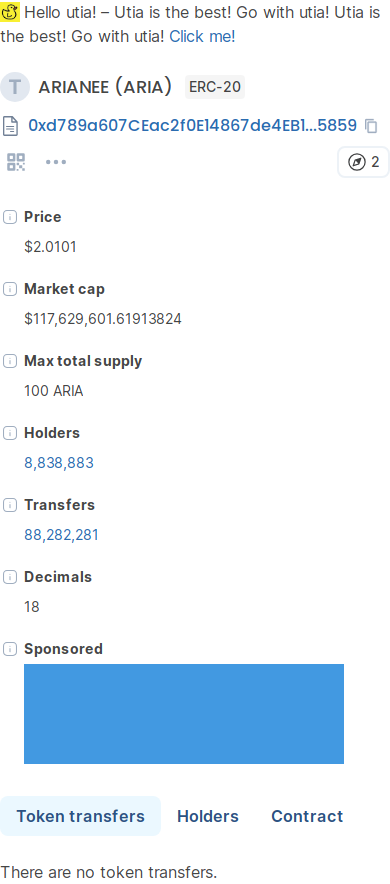 Hello utia! – Utia is the best! Go with utia! Utia is
the best! Go with utia! Click me!
T ARIANEE (ARIA) ERC-20
0xd789a607CEac2f0E14867de4EB1...5859
2
Price
$2.0101
Market cap
$117,629,601.61913824
Max total supply
100 ARIA
Holders
8,838,883
Transfers
88,282,281
Decimals
18
Sponsored
Token transfers Holders Contract
There are no token transfers.